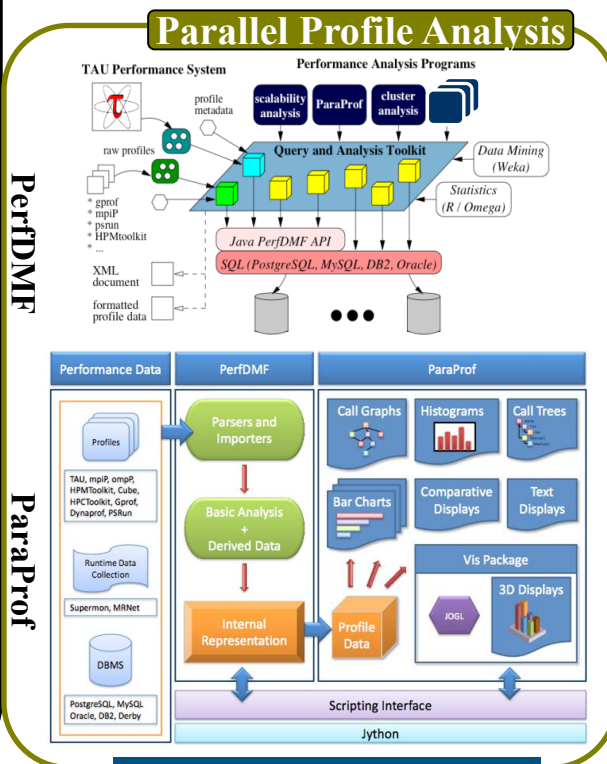 Parallel Profile Analysis
TAU Performance System
Performance Analysis Programs
τ
profile
metadata
scalability
analysis
ParaProf
cluster
analysis
raw profiles
Query and Analysis Toolkit
Data Mining
(Weka)
Statistics
(R / Omega)
* gprof
* mpiP
* psrun
* HPMtoolkit
* ...
Java PerfDMF API
SQL (PostgreSQL, MySQL, DB2, Oracle)
XML
document
formatted
profile data
PerfDMF
Performance Data
PerfDMF
ParaProf
Profiles
TAU, mpiP, ompP,
HPMToolkit, Cube,
HPCToolkit, Gprof,
Dynaprof, PSRun
Runtime Data
Collection
Supermon, MRNet
DBMS
PostgreSQL, MySQL
Oracle, DB2, Derby
Parsers and
Importers
Basic Analysis
+
Derived Data
Internal
Representation
Call Graphs
Histograms
Call Trees
Bar Charts
Comparative
Displays
Text
Displays
Profile
Data
Vis Package
JOGL
3D Displays
Scripting Interface
Jython
ParaProf